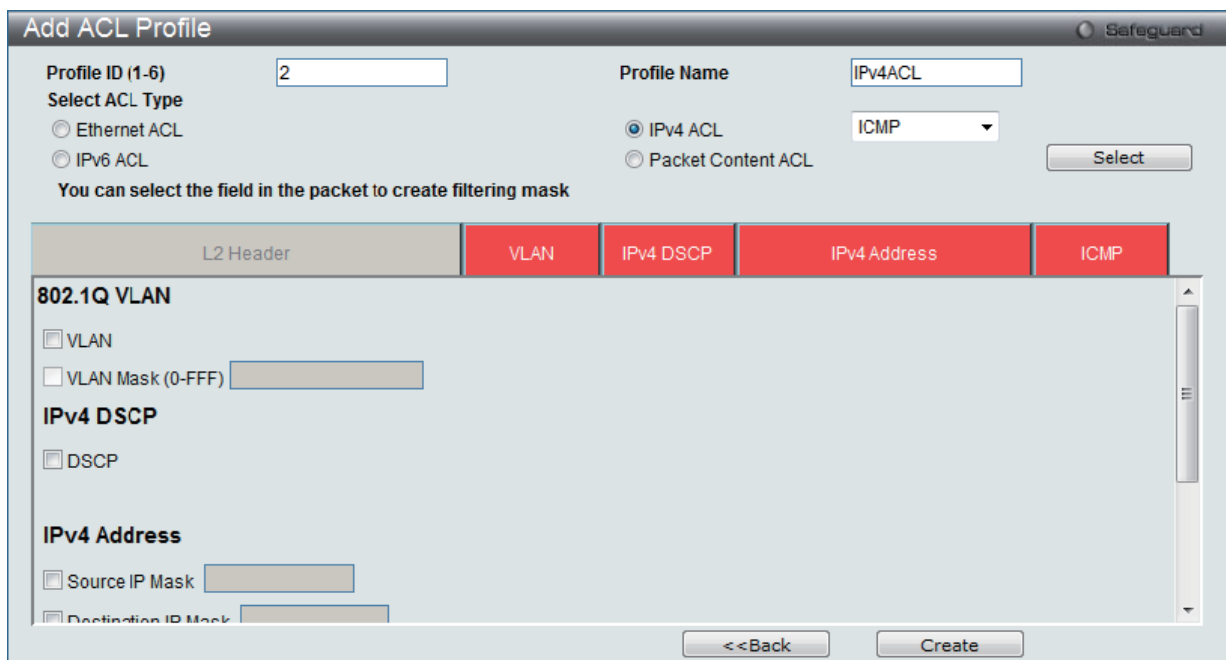 Add ACL Profile
Safeguard
Profile ID (1-6) 2 Profile Name IPv4ACL
Select ACL Type
Ethernet ACL IPv4 ACL ICMP
IPv6 ACL Packet Content ACL Select
You can select the field in the packet to create filtering mask
L2 Header VLAN IPv4 DSCP IPv4 Address ICMP
802.1Q VLAN
VLAN
VLAN Mask (0-FFF)
IPv4 DSCP
DSCP
IPv4 Address
Source IP Mask
Destination IP Mask
<<Back Create